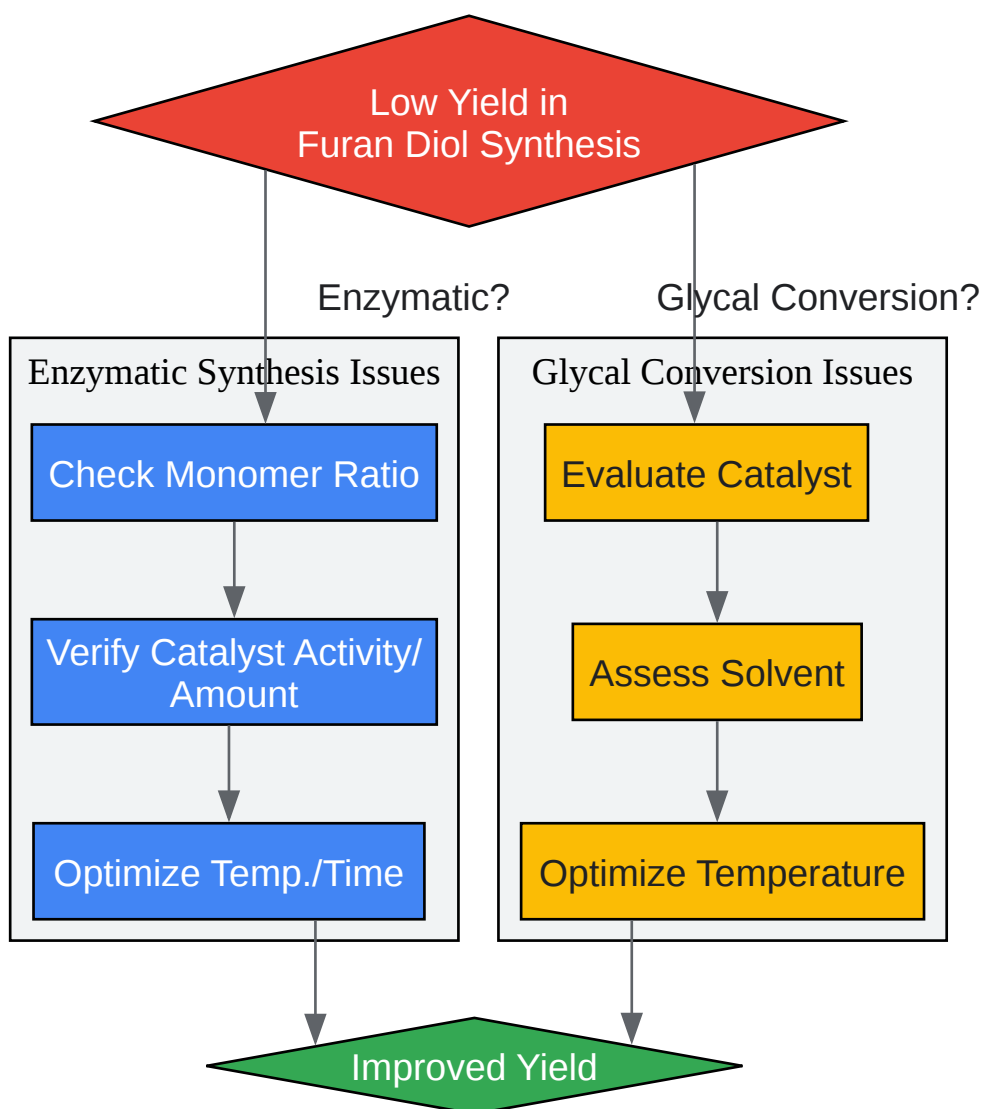 Low Yield in
Furan Diol Synthesis
Enzymatic?
Glycal Conversion?
Enzymatic Synthesis Issues
Check Monomer Ratio
Verify Catalyst Activity/
Amount
Optimize Temp./Time
Glycal Conversion Issues
Evaluate Catalyst
Assess Solvent
Optimize Temperature
Improved Yield